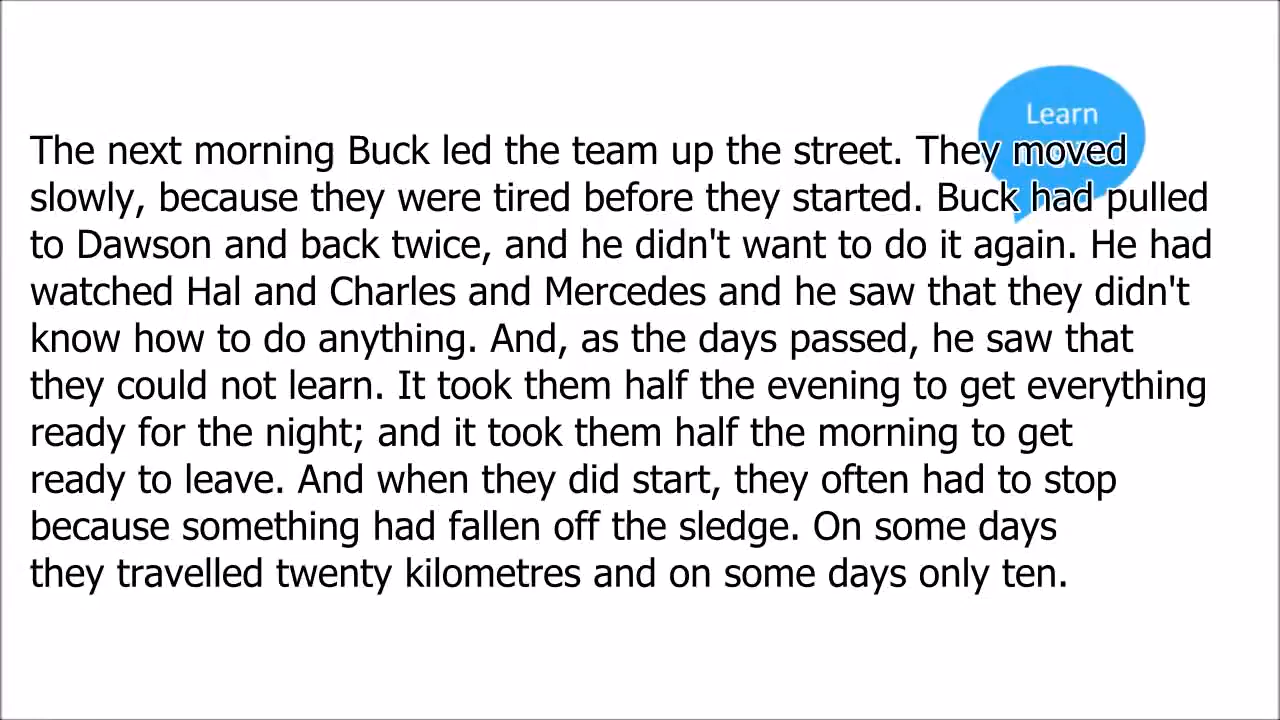 Learn
The next morning Buck led the team up the street. They moved
slowly, because they were tired before they started. Buck had pulled
to Dawson and back twice, and he didn't want to do it again. He had
watched Hal and Charles and Mercedes and he saw that they didn't
know how to do anything. And, as the days passed, he saw that
they could not learn. It took them half the evening to get everything
ready for the night; and it took them half the morning to get
ready to leave. And when they did start, they often had to stop
because something had fallen off the sledge. On some days
they travelled twenty kilometres and on some days only ten.